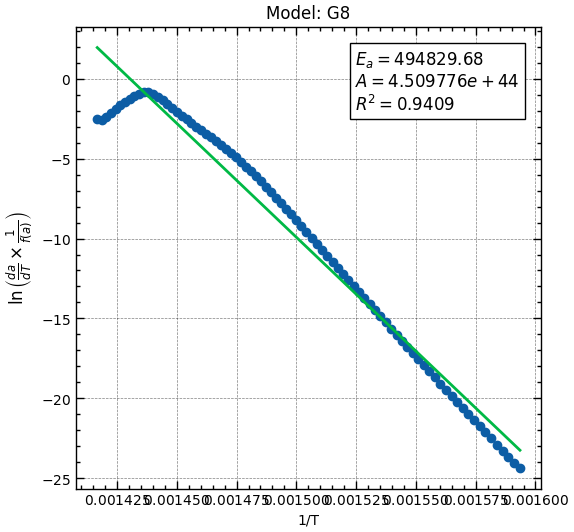 Model: G8
E_a = 494829.68
A = 4.509776e + 44
R^2 = 0.9409
0
−5
−10
−15
−20
−25
ln (da/dT × 1/f(a))
0.001425 0.001450 0.001475 0.001500 0.001525 0.001550 0.001575 0.001600
1/T